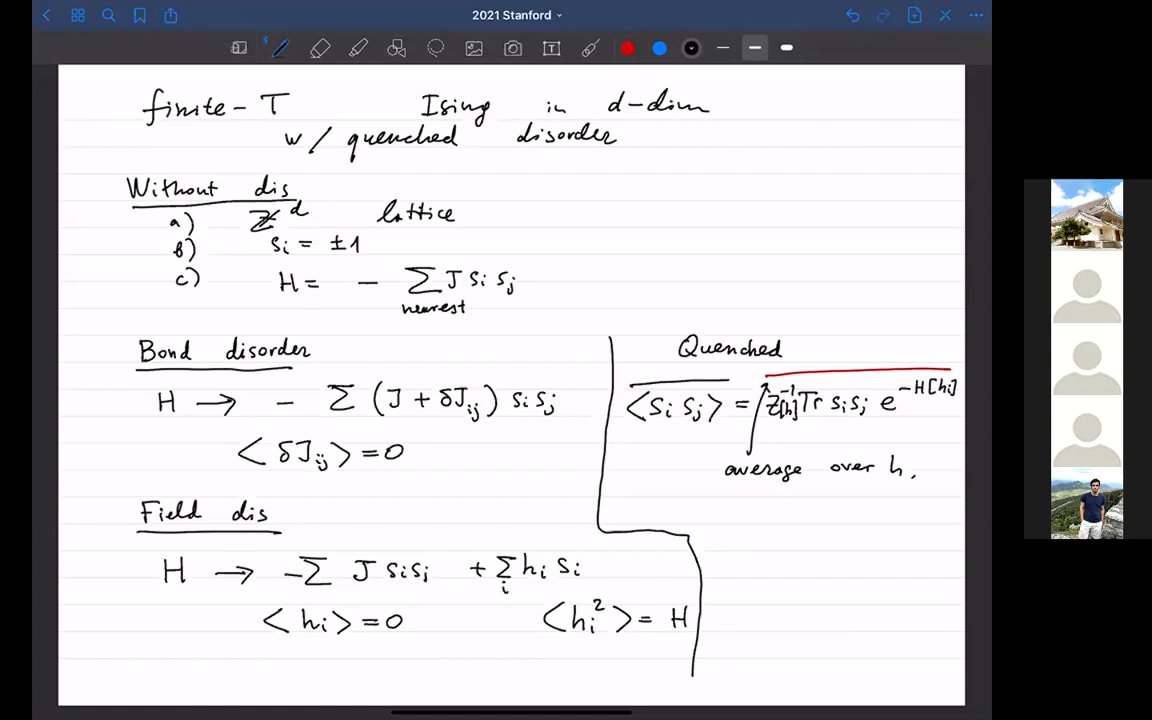 2021 Stanford
finite-T Ising in d-dim
w/ quenched disorder
Without dis
a) ℤ^d lattice
b) s_i = ±1
c) H = - ∑ J s_i s_j
nearest
Bond disorder
H → - ∑ (J + δJ_ij) s_i s_j
< δJ_ij > = 0
Field dis
H → -∑ J s_i s_j + ∑_i h_i s_i
< h_i > = 0 < h_i^2 > = H
Quenched
<s_i s_j> = Z_[h]^-1 Tr s_i s_j e^-H[h_i]
average over h.